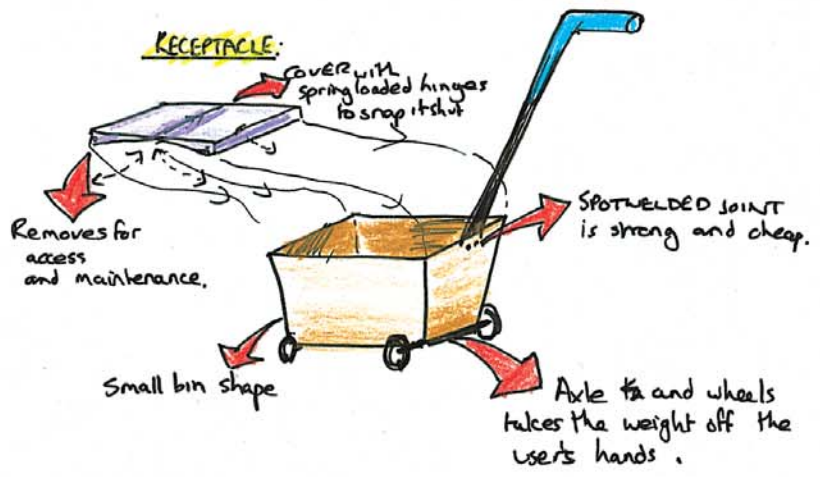 RECEPTACLE:
COVER with
spring loaded hinges
to snap it shut
Removes for
access
and maintenance.
SPOTWELDED JOINT
is strong and cheap.
Small bin shape
Axle and wheels
takes the weight off the
user's hands.